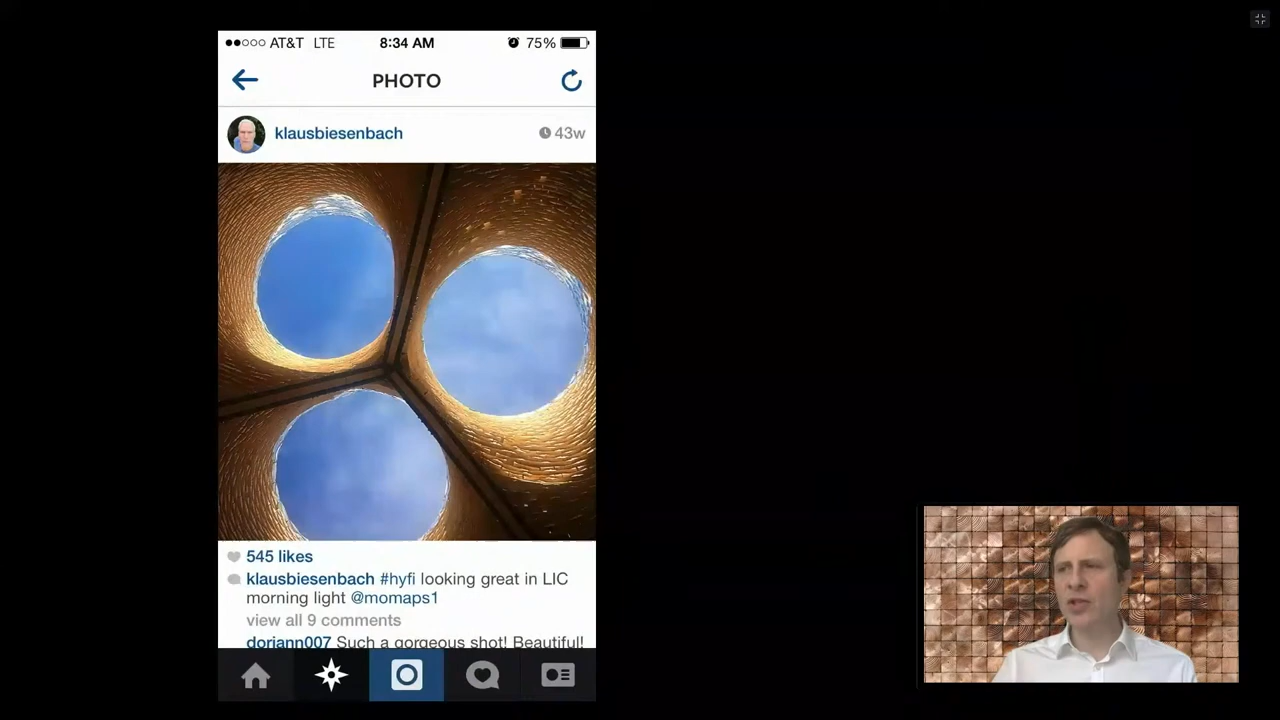 AT&T LTE 8:34 AM 75%
PHOTO
klausbiesenbach 43w
545 likes
klausbiesenbach #hyfi looking great in LIC
morning light @momaps1
view all 9 comments
doriann007 Such a gorgeous shot! Beautiful!